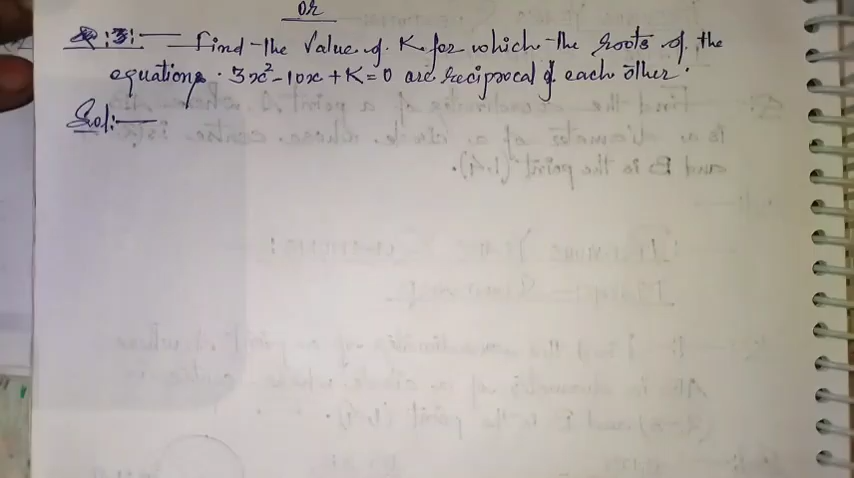 OR
Q :3:— Find the Value of K for which the roots of the
equations. 3x² - 10x + K = 0 are reciprocal of each other.
Sol:—